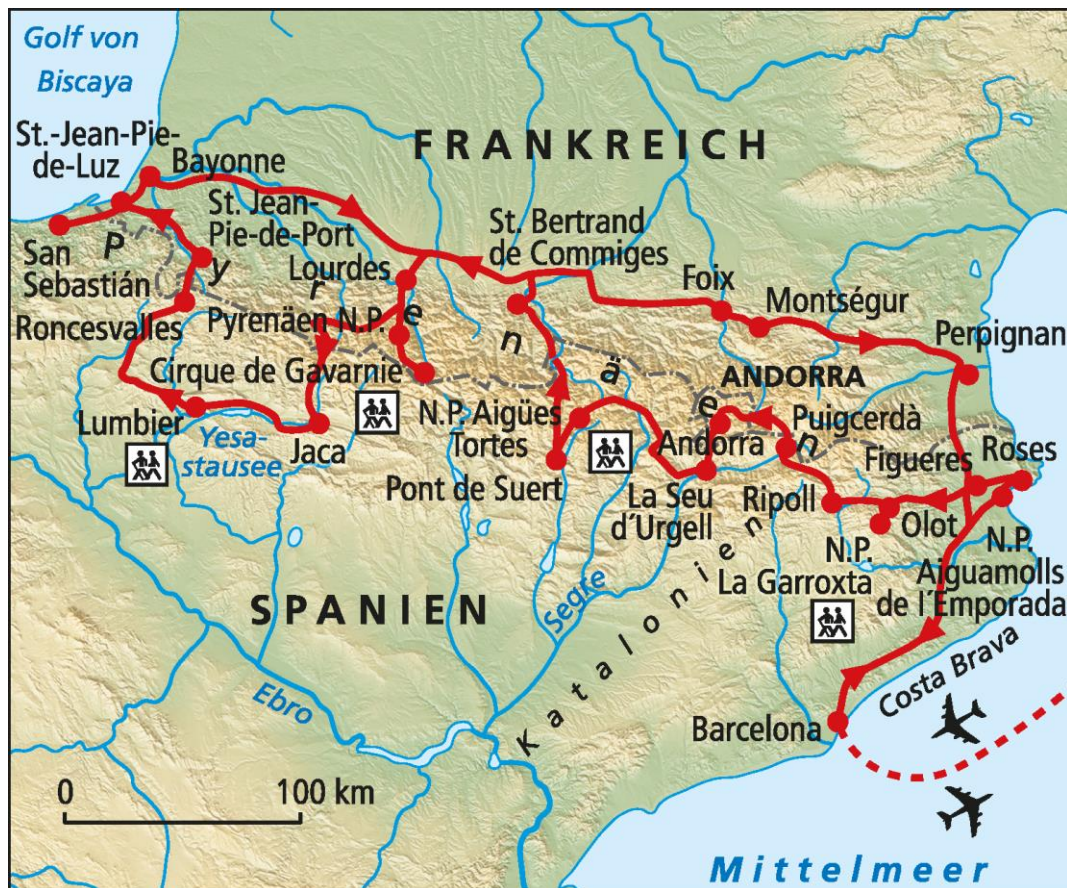 Golf von
Biscaya
St.-Jean-Pie-
de-Luz
Bayonne
FRANKREICH
St. Jean-
Pie-de-Port
St. Bertrand
de Commiges
San
Sebastián
Pyrenäen
Lourdes
Foix
Montségur
Roncesvalles
Pyrenäen N.P.
Perpignan
Cirque de Gavarnie
ANDORRA
Lumbier
Yesa-
stausee
Jaca
N.P. Aigües
Tortes
Pont de Suert
Andorra
Puigcerdà
Figueres
Roses
La Seu
d´Urgell
Ripoll
Olot
N.P.
La Garroxta
N.P.
Aiguamolls
de l´Emporada
SPANIEN
Segre
Katalonien
Ebro
Costa Brava
Barcelona
0 100 km
Mittelmeer